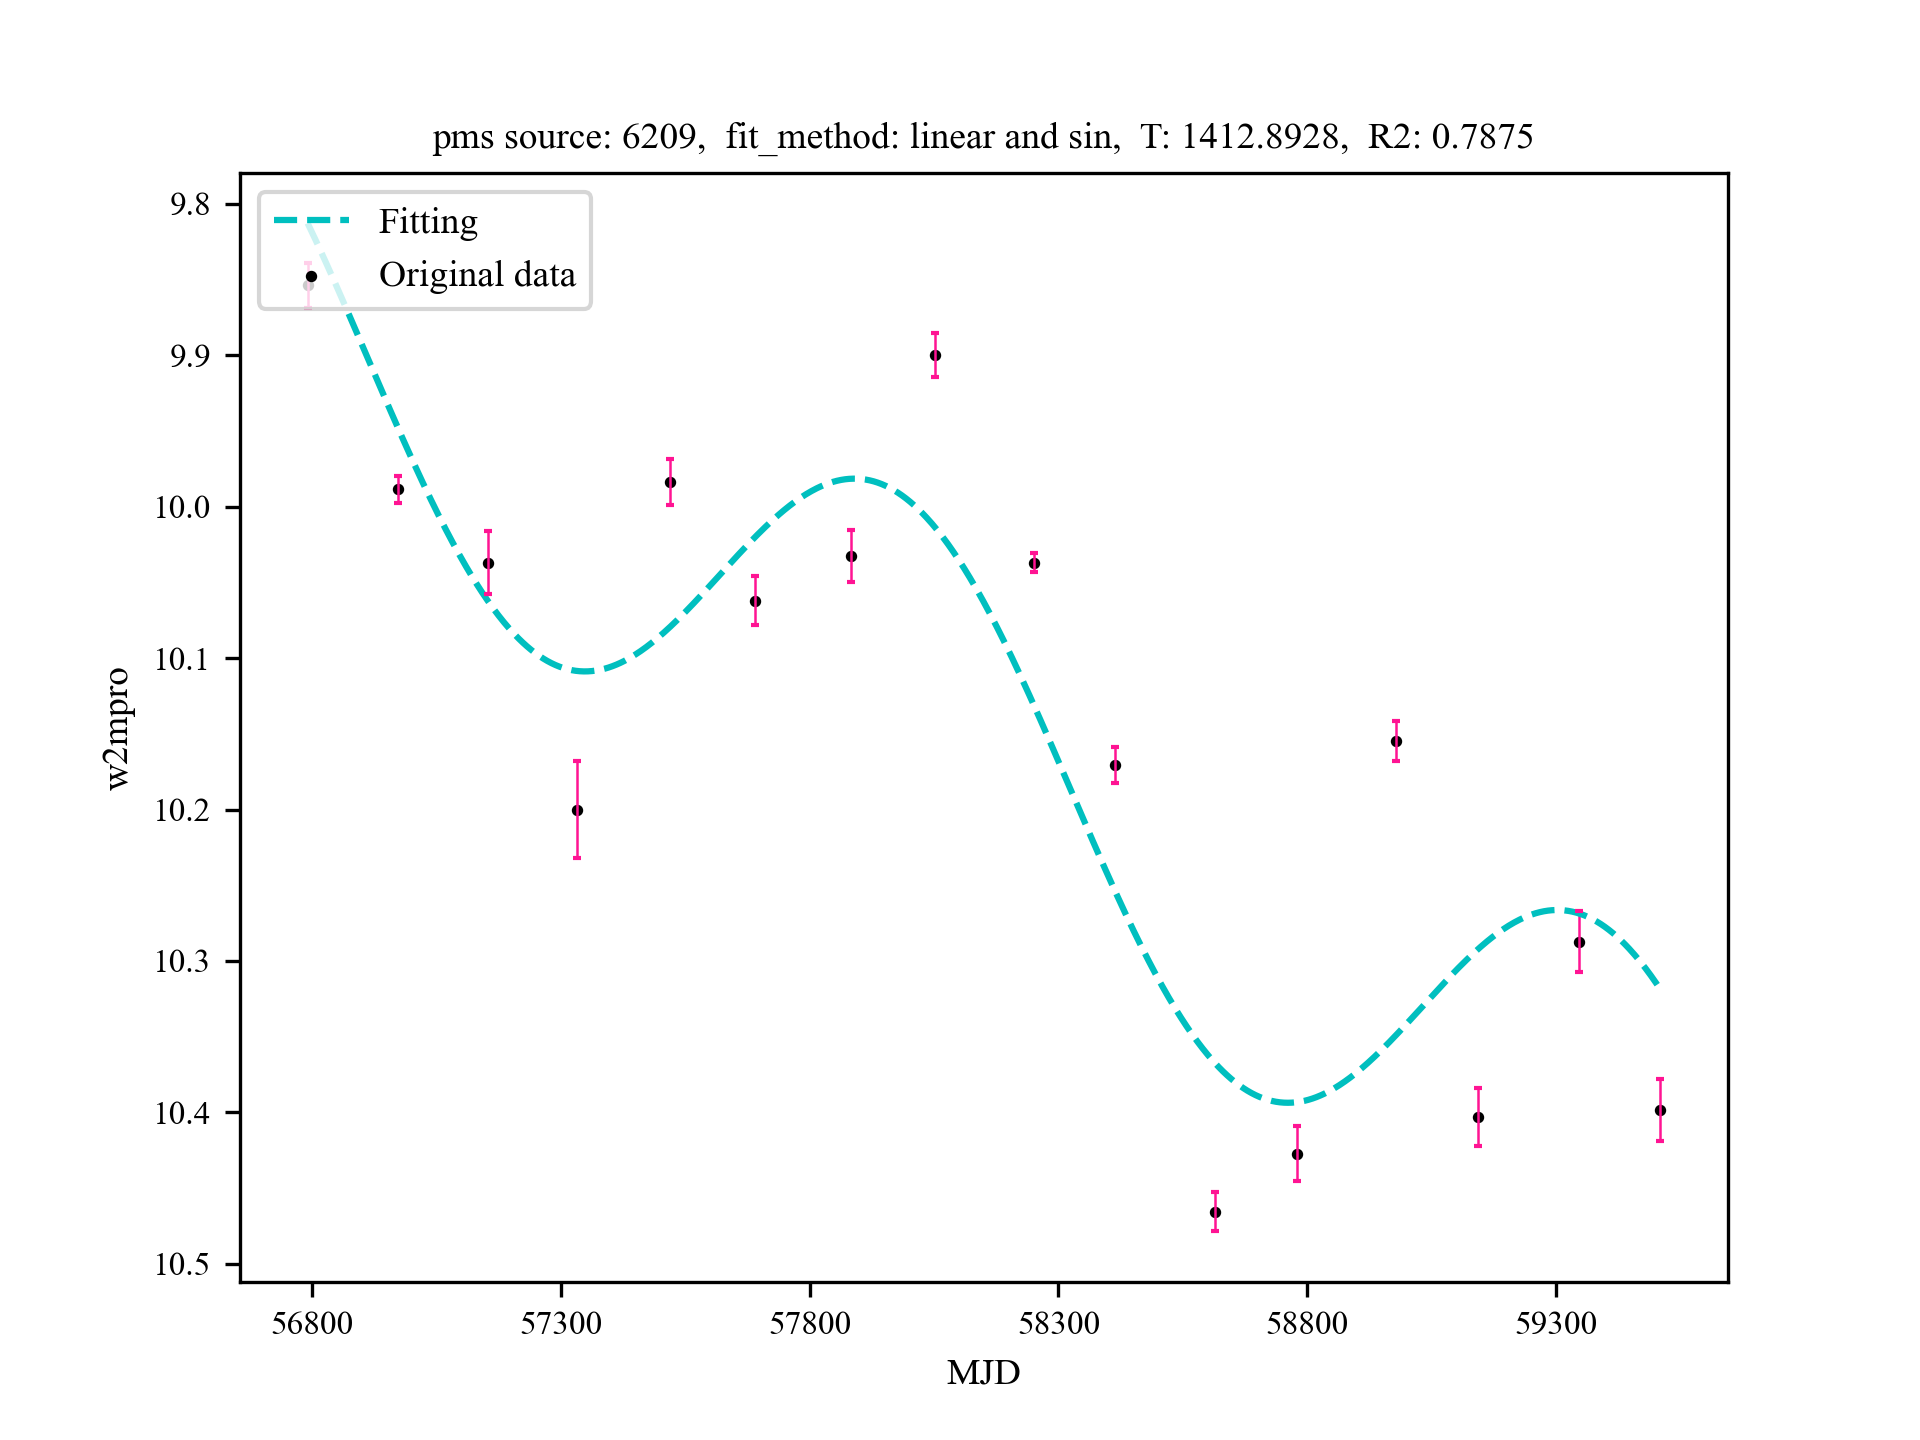 pms source: 6209, fit_method: linear and sin, T: 1412.8928, R2: 0.7875
Fitting
Original data
9.8
9.9
10.0
10.1
10.2
10.3
10.4
10.5
w2mpro
56800 57300 57800 58300 58800 59300
MJD